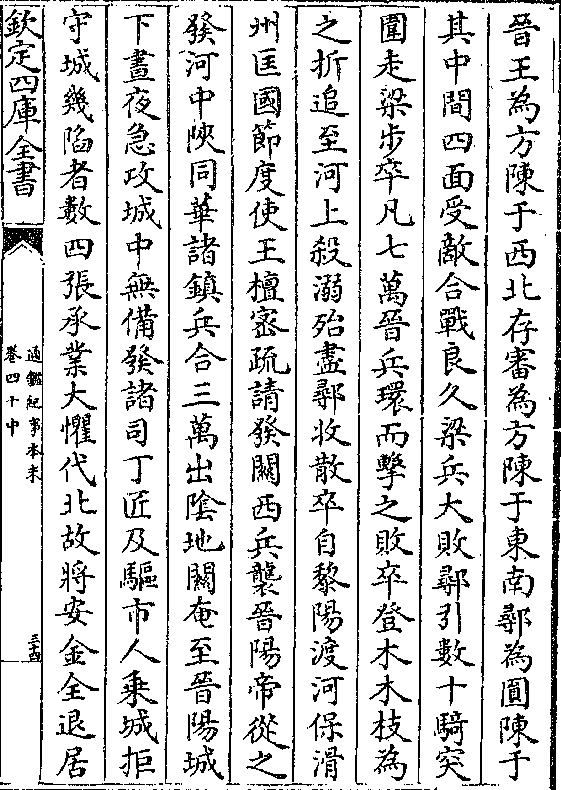 晉王為方陳于西北存審為方陳于東南鄩為圓陳于
其中間四面受敵合戰良久梁兵大敗鄩引數十騎突
圍走梁步卒凡七萬晉兵環而擊之敗卒登木木枝為
之折追至河上殺溺殆盡鄩收散卒自黎陽渡河保滑
州匡國節度使王檀宻疏請發關西兵襲晉陽帝從之
發河中陜同華諸鎮兵合三萬出陰地關奄至晉陽城
下晝夜急攻城中無備發諸司丁匠及驅市人乗城拒
守城幾陷者數四張承業大懼代北故將安金全退居
欽定四庫全書
通鑑紀事本末
卷四十中
三十四